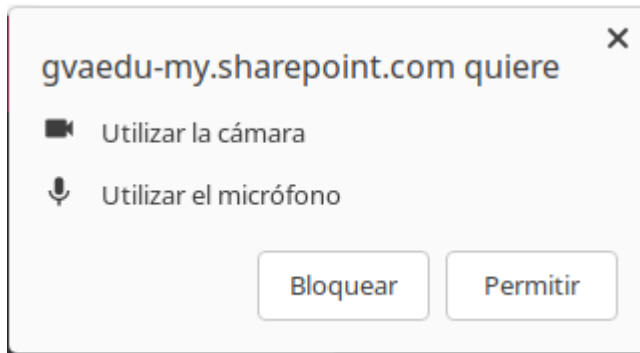 gvaedu-my.sharepoint.com quiere
Utilizar la cámara
Utilizar el micrófono
Bloquear Permitir